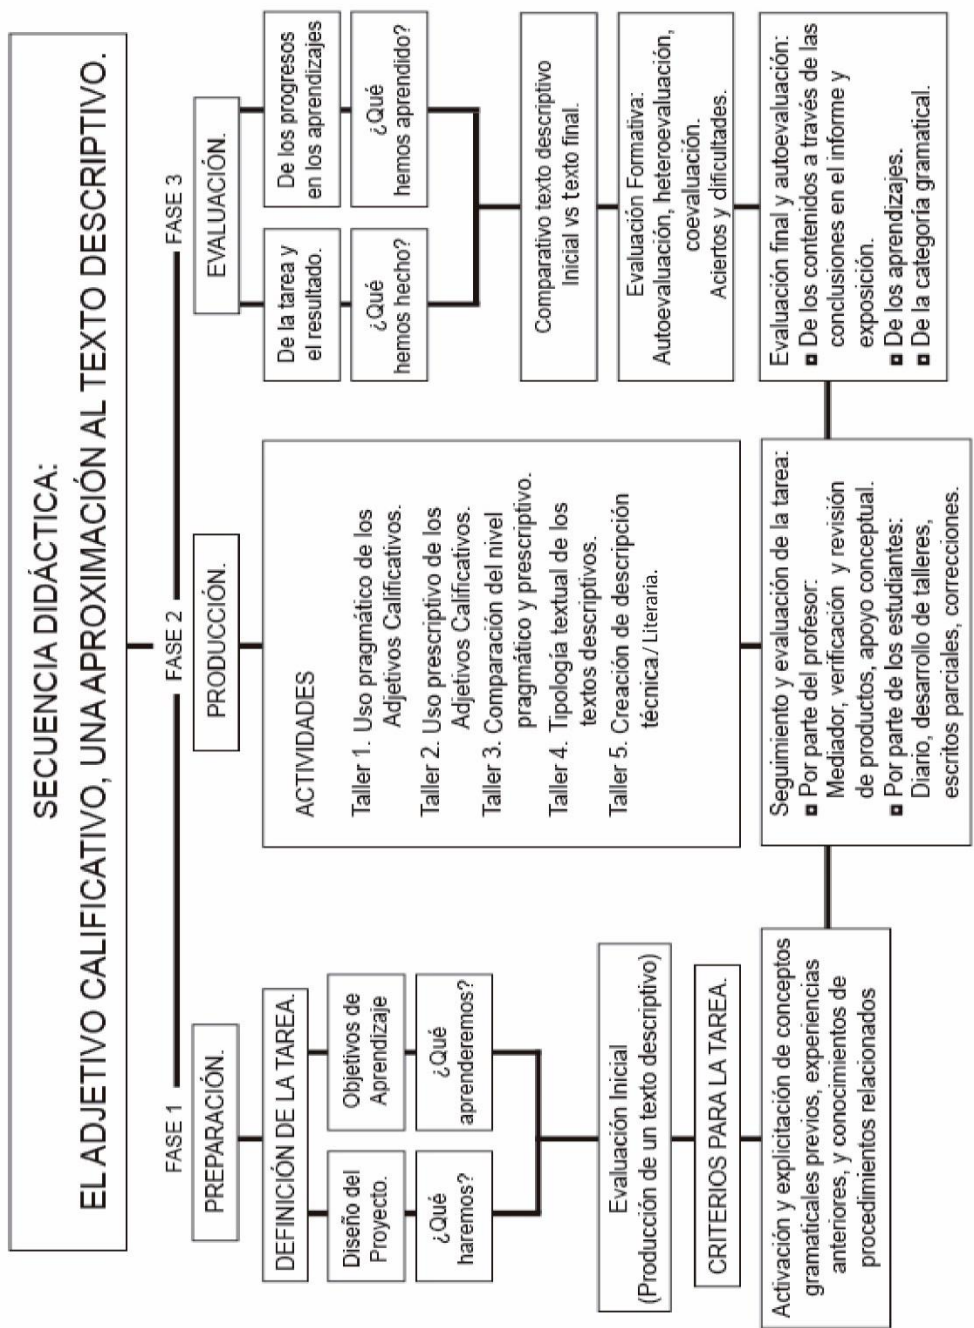 SECUENCIA DIDÁCTICA:
EL ADJETIVO CALIFICATIVO, UNA APROXIMACIÓN AL TEXTO DESCRIPTIVO.
FASE 1
FASE 2
FASE 3
PREPARACIÓN.
DEFINICIÓN DE LA TAREA.
Diseño del
Proyecto.
Objetivos de
Aprendizaje
¿Qué
haremos?
¿Qué
aprenderemos?
Evaluación Inicial
(Producción de un texto descriptivo)
CRITERIOS PARA LA TAREA.
Activación y explicitación de conceptos
gramaticales previos, experiencias
anteriores, y conocimientos de
procedimientos relacionados
PRODUCCIÓN.
ACTIVIDADES
Taller 1. Uso pragmático de los
Adjetivos Calificativos.
Taller 2. Uso prescriptivo de los
Adjetivos Calificativos.
Taller 3. Comparación del nivel
pragmático y prescriptivo.
Taller 4. Tipología textual de los
textos descriptivos.
Taller 5. Creación de descripción
técnica./ Literaria.
Seguimiento y evaluación de la tarea:
▪ Por parte del profesor:
Mediador, verificación y revisión
de productos, apoyo conceptual.
▪ Por parte de los estudiantes:
Diario, desarrollo de talleres,
escritos parciales, correcciones.
EVALUACIÓN.
De la tarea y
el resultado.
De los progresos
en los aprendizajes
¿Qué
hemos hecho?
¿Qué
hemos aprendido?
Comparativo texto descriptivo
Inicial vs texto final.
Evaluación Formativa:
Autoevaluación, heteroevaluación,
coevaluación.
Aciertos y dificultades.
Evaluación final y autoevaluación:
▪ De los contenidos a través de las
conclusiones en el informe y
exposición.
▪ De los aprendizajes.
▪ De la categoría gramatical.